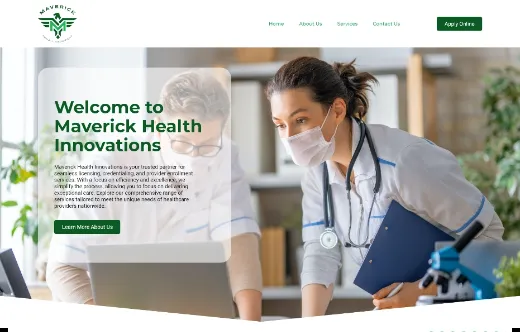 MAVERICK
Home
About Us
Services
Contact Us
Apply Online
Welcome to
Maverick Health
Innovations
Maverick Health Innovations is your trusted partner for
seamless licensing, credentialing, and provider enrollment
services. With a focus on efficiency and excellence, we
simplify the process, allowing you to focus on delivering
exceptional care. Explore our comprehensive range of
services tailored to meet the unique needs of healthcare
providers nationwide.
Learn More About Us